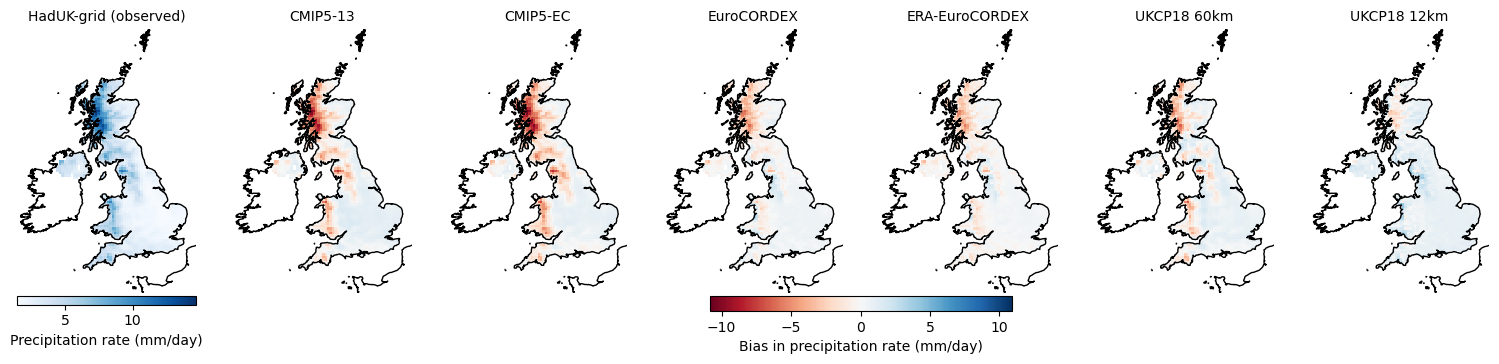 HadUK-grid (observed) CMIP5-13 CMIP5-EC EuroCORDEX ERA-EuroCORDEX UKCP18 60km UKCP18 12km
5 10
Precipitation rate (mm/day)
−10 −5 0 5 10
Bias in precipitation rate (mm/day)